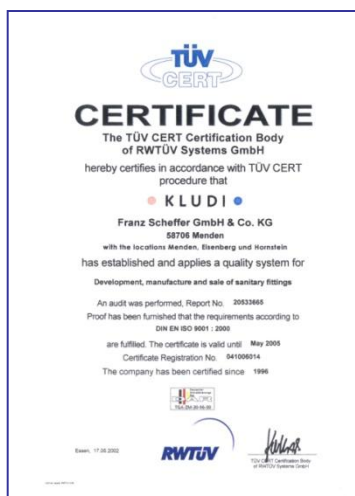 TÜV
CERT
CERTIFICATE
The TÜV CERT Certification Body
of RWTÜV Systems GmbH
hereby certifies in accordance with TÜV CERT
procedure that
KLUDI
Franz Scheffer GmbH & Co. KG
58706 Menden
with the locations Menden, Eisenberg und Hornstein
has established and applies a quality system for
Development, manufacture and sale of sanitary fittings
An audit was performed, Report No. 20533665
Proof has been furnished that the requirements according to
DIN EN ISO 9001 : 2000
are fulfilled. The certificate is valid until May 2005
Certificate Registration No. 041006014
The company has been certified since 1996
Essen, 17.06.2002
RWTÜV
TÜV CERT Certification Body
of RWTÜV Systems GmbH